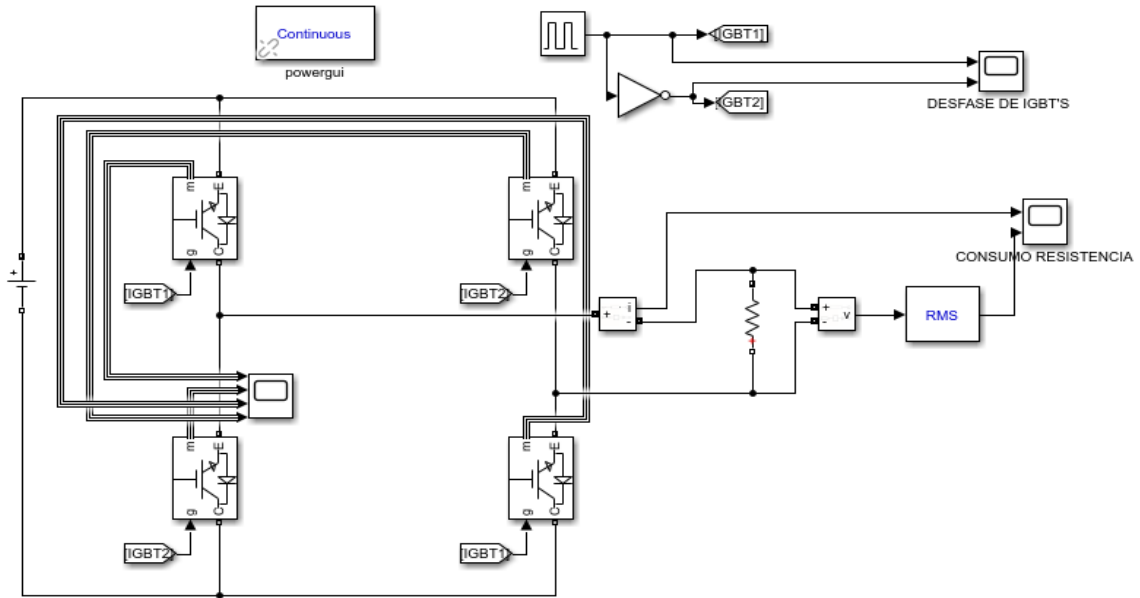 Continuous
powergui
[IGBT1]
[IGBT2]
DESFASE DE IGBT'S
m
E
g
C
[IGBT1]
m
E
g
C
[IGBT2]
+
i
-
+
-
v
RMS
CONSUMO RESISTENCIA
+
m
E
g
C
[IGBT2]
m
E
g
C
[IGBT1]